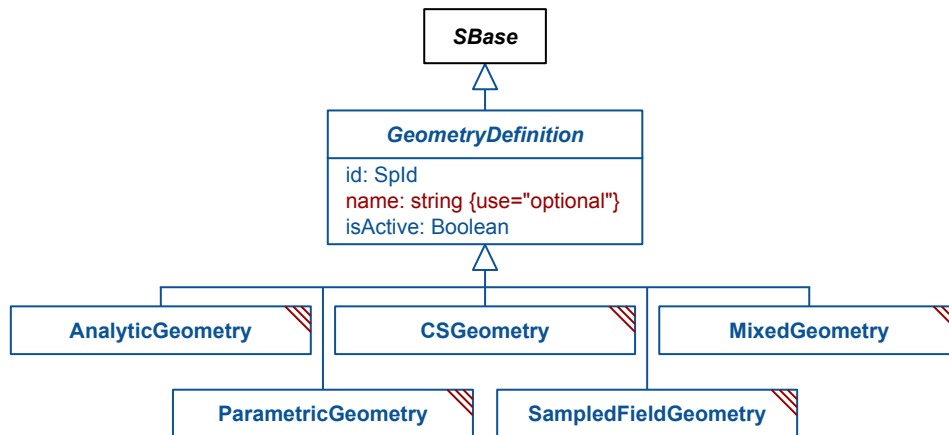 SBase
GeometryDefinition
id: SpId
name: string {use="optional"}
isActive: Boolean
AnalyticGeometry
CSGeometry
MixedGeometry
ParametricGeometry
SampledFieldGeometry